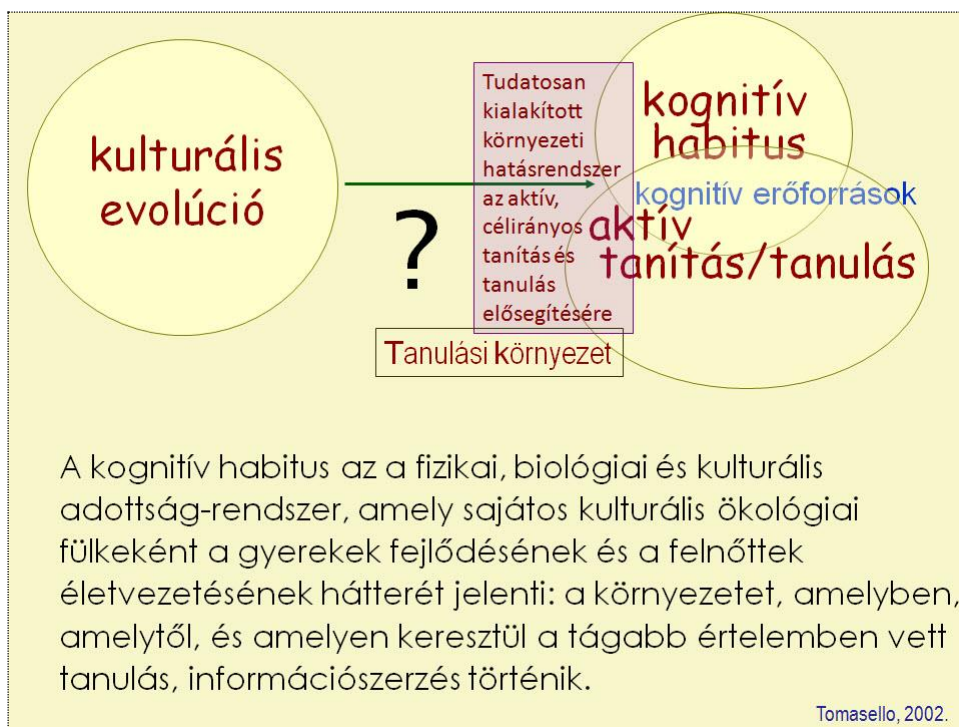 kulturális
evolúció
?
Tudatosan
kialakított
környezeti
hatásrendszer
az aktív,
célirányos
tanítás és
tanulás
elősegítésére
Tanulási környezet
kognitív
habitus
kognitív erőforrások
aktív
tanítás/tanulás
A kognitív habitus az a fizikai, biológiai és kulturális
adottság-rendszer, amely sajátos kulturális ökológiai
fülkeként a gyerekek fejlődésének és a felnőttek
életvezetésének hátterét jelenti: a környezetet, amelyben,
amelytől, és amelyen keresztül a tágabb értelemben vett
tanulás, információszerzés történik.
Tomasello, 2002.